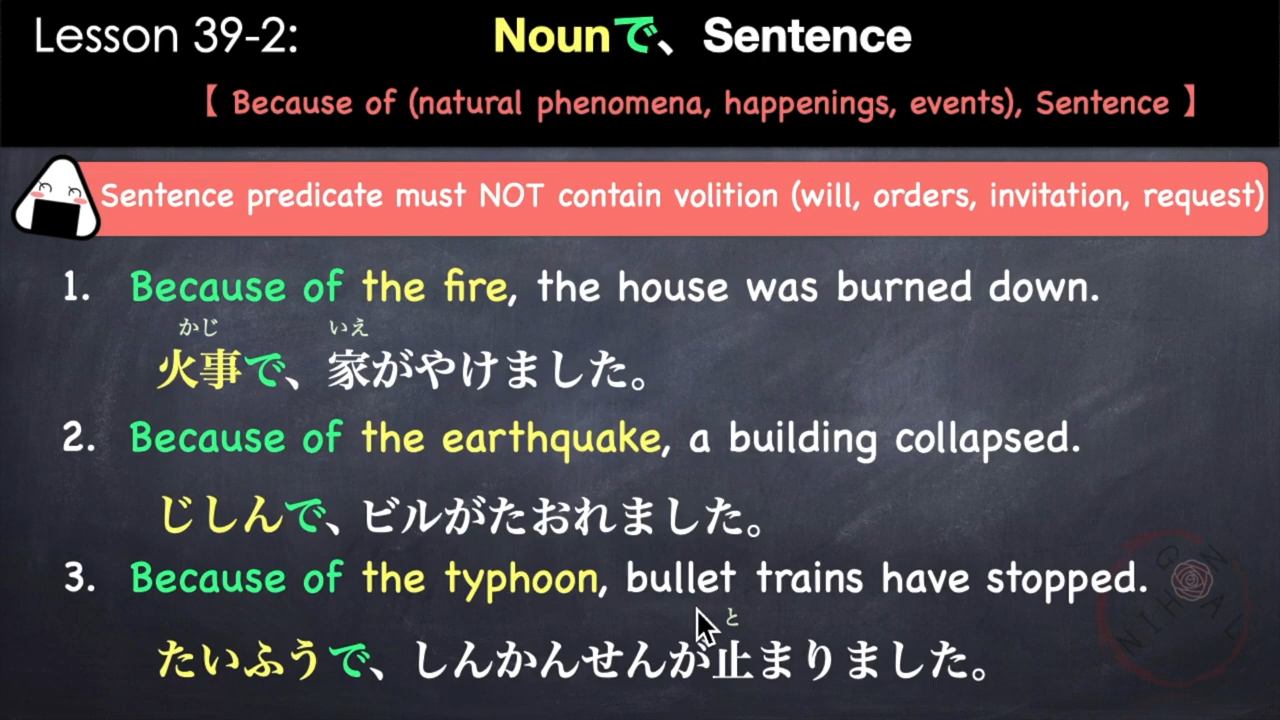 Lesson 39-2:
Nounで、Sentence
【 Because of (natural phenomena, happenings, events), Sentence 】
Sentence predicate must NOT contain volition (will, orders, invitation, request)
1. Because of the fire, the house was burned down.
かじ いえ
火事で、家がやけました。
2. Because of the earthquake, a building collapsed.
じしんで、ビルがたおれました。
3. Because of the typhoon, bullet trains have stopped.
と
たいふうで、しんかんせんが止まりました。
NIHONGOAL